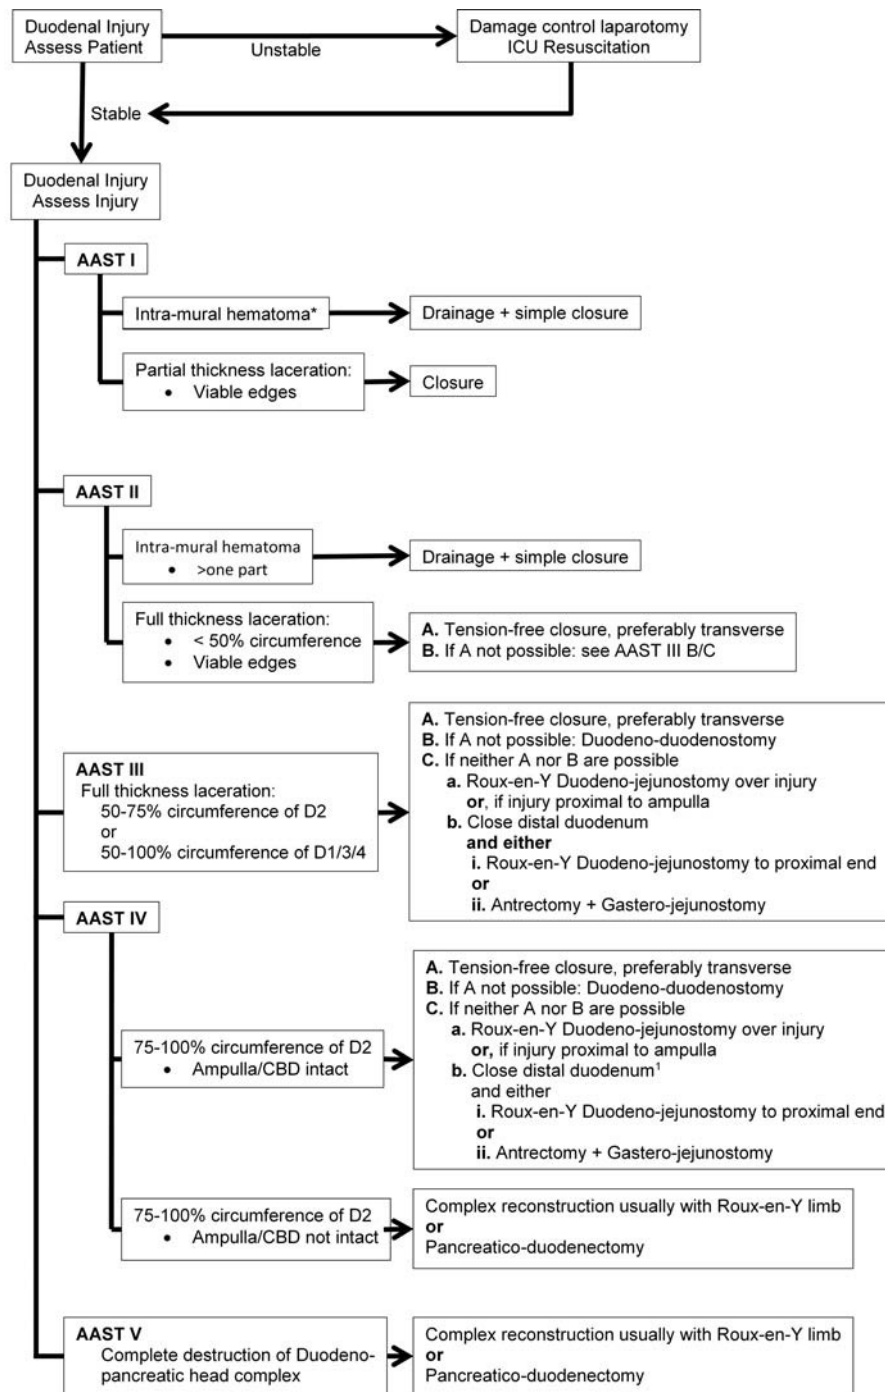 Duodenal Injury
Assess Patient
Unstable
Damage control laparotomy
ICU Resuscitation
Stable
Duodenal Injury
Assess Injury
AAST I
Intra-mural hematoma*
Drainage + simple closure
Partial thickness laceration:
• Viable edges
Closure
AAST II
Intra-mural hematoma
• >one part
Drainage + simple closure
Full thickness laceration:
• < 50% circumference
• Viable edges
A. Tension-free closure, preferably transverse
B. If A not possible: see AAST III B/C
AAST III
Full thickness laceration:
50-75% circumference of D2
or
50-100% circumference of D1/3/4
A. Tension-free closure, preferably transverse
B. If A not possible: Duodeno-duodenostomy
C. If neither A nor B are possible
a. Roux-en-Y Duodeno-jejunostomy over injury
or, if injury proximal to ampulla
b. Close distal duodenum
and either
i. Roux-en-Y Duodeno-jejunostomy to proximal end
or
ii. Antrectomy + Gastero-jejunostomy
AAST IV
75-100% circumference of D2
• Ampulla/CBD intact
A. Tension-free closure, preferably transverse
B. If A not possible: Duodeno-duodenostomy
C. If neither A nor B are possible
a. Roux-en-Y Duodeno-jejunostomy over injury
or, if injury proximal to ampulla
b. Close distal duodenum¹
and either
i. Roux-en-Y Duodeno-jejunostomy to proximal end
or
ii. Antrectomy + Gastero-jejunostomy
75-100% circumference of D2
• Ampulla/CBD not intact
Complex reconstruction usually with Roux-en-Y limb
or
Pancreatico-duodenectomy
AAST V
Complete destruction of Duodeno-
pancreatic head complex
Complex reconstruction usually with Roux-en-Y limb
or
Pancreatico-duodenectomy